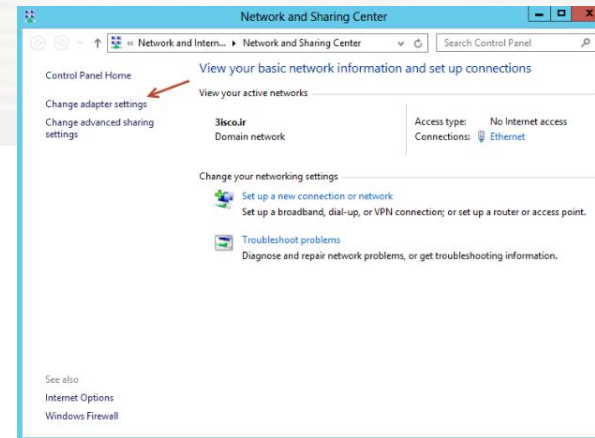 Network and Sharing Center
« Network and Intern... ▸ Network and Sharing Center
Search Control Panel
Control Panel Home
Change adapter settings
Change advanced sharing
settings
View your basic network information and set up connections
View your active networks
3isco.ir
Domain network
Access type: No Internet access
Connections: Ethernet
Change your networking settings
Set up a new connection or network
Set up a broadband, dial-up, or VPN connection; or set up a router or access point.
Troubleshoot problems
Diagnose and repair network problems, or get troubleshooting information.
See also
Internet Options
Windows Firewall